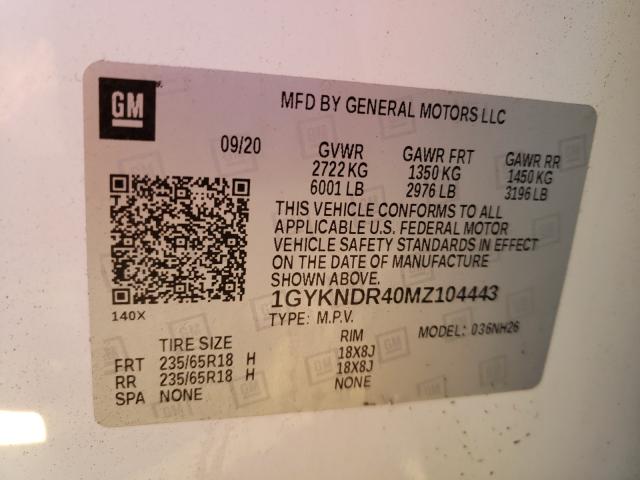 GM
MFD BY GENERAL MOTORS LLC
09/20
GVWR GAWR FRT GAWR RR
2722 KG 1350 KG 1450 KG
6001 LB 2976 LB 3196 LB
THIS VEHICLE CONFORMS TO ALL
APPLICABLE U.S. FEDERAL MOTOR
VEHICLE SAFETY STANDARDS IN EFFECT
ON THE DATE OF MANUFACTURE
SHOWN ABOVE.
1GYKNDR40MZ104443
140X
TYPE: M.P.V. MODEL: 036NH26
TIRE SIZE RIM
FRT 235/65R18 H 18X8J
RR 235/65R18 H 18X8J
SPA NONE NONE